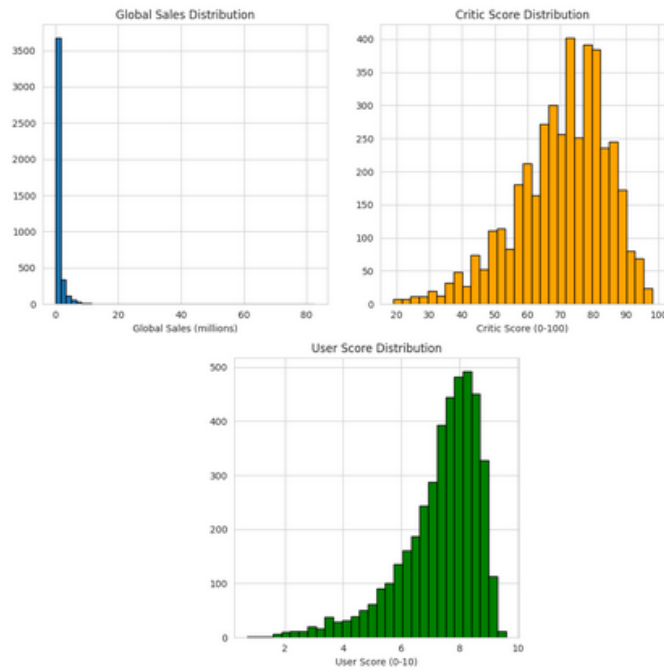 Global Sales Distribution
3500
3000
2500
2000
1500
1000
500
0
0 20 40 60 80
Global Sales (millions)
Critic Score Distribution
400
350
300
250
200
150
100
50
0
20 30 40 50 60 70 80 90 100
Critic Score (0-100)
User Score Distribution
500
400
300
200
100
0
2 4 6 8 10
User Score (0-10)